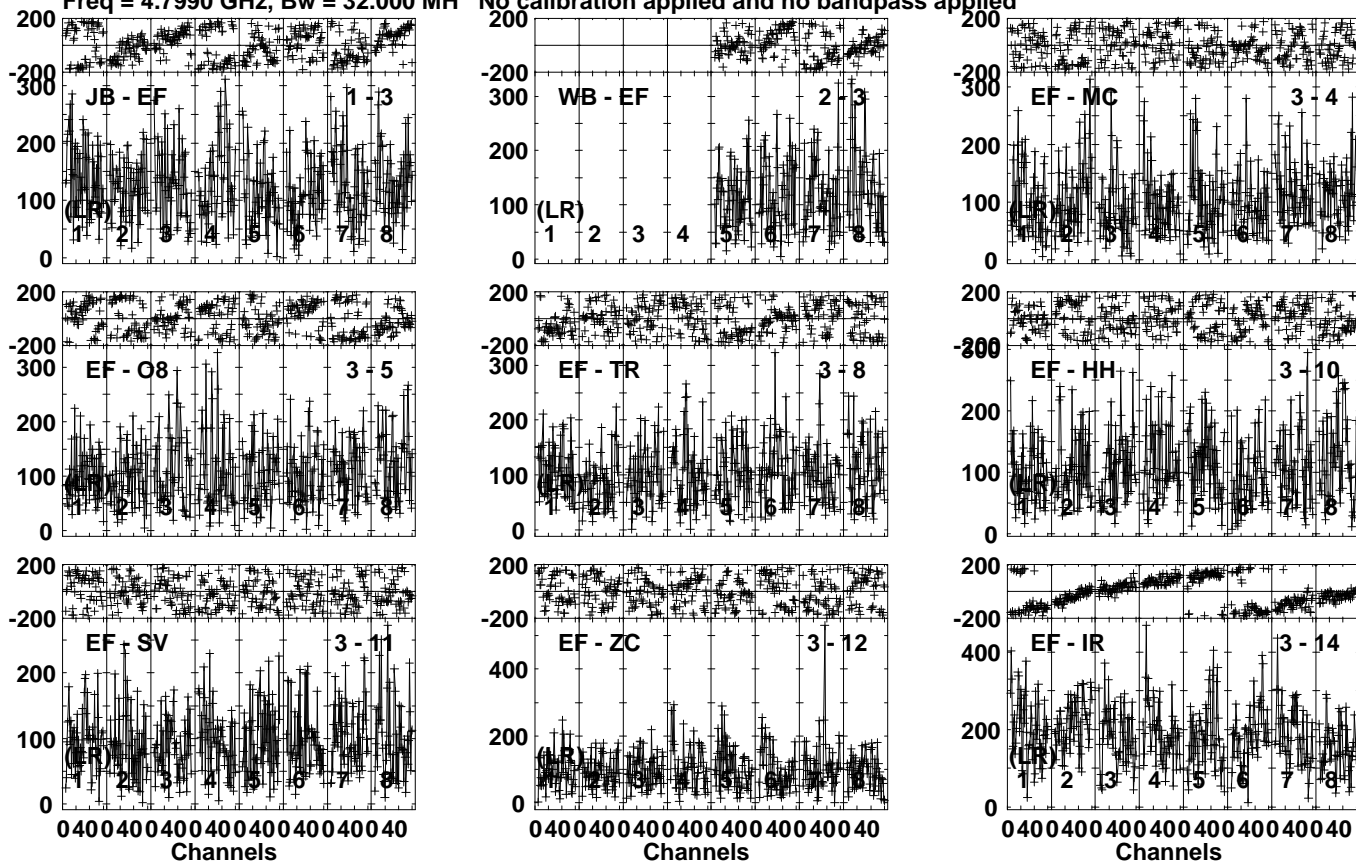 Freq = 4.7990 GHz, Bw = 32.000 MH No calibration applied and no bandpass applied
200
-200
300
200
100
0
JB - EF 1 - 3
(LR)
1 2 3 4 5 6 7 8
200
-200
300
200
100
0
WB - EF 2 - 3
(LR)
1 2 3 4 5 6 7 8
200
-200
300
200
100
0
EF - MC 3 - 4
(LR)
1 2 3 4 5 6 7 8
200
-200
300
200
100
0
EF - O8 3 - 5
(LR)
1 2 3 4 5 6 7 8
200
-200
300
200
100
0
EF - TR 3 - 8
(LR)
1 2 3 4 5 6 7 8
200
-200
300
200
100
0
EF - HH 3 - 10
(LR)
1 2 3 4 5 6 7 8
200
-200
200
100
0
EF - SV 3 - 11
(LR)
1 2 3 4 5 6 7 8
0 40 0 40 0 40 0 40 0 40 0 40 0 40 0 40
Channels
200
-200
400
200
0
EF - ZC 3 - 12
(LR)
1 2 3 4 5 6 7 8
0 40 0 40 0 40 0 40 0 40 0 40 0 40 0 40
Channels
200
-200
400
200
0
EF - IR 3 - 14
(LR)
1 2 3 4 5 6 7 8
0 40 0 40 0 40 0 40 0 40 0 40 0 40 0 40
Channels